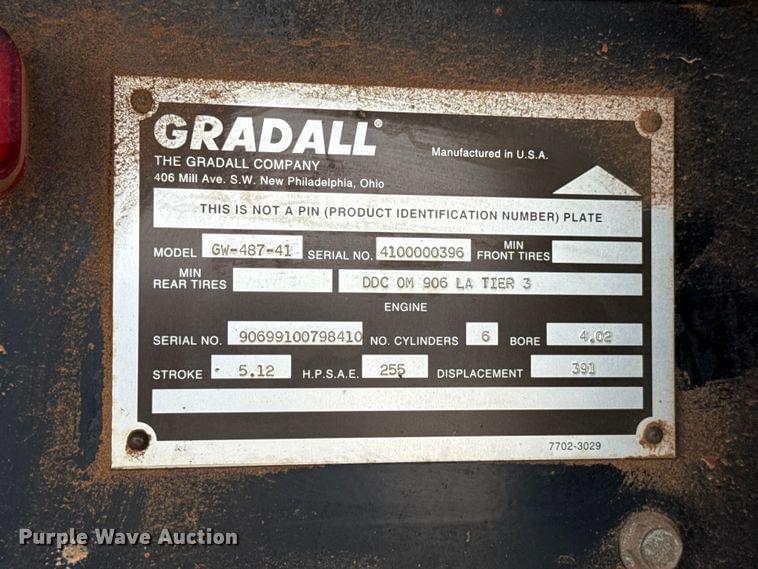 GRADALL®
THE GRADALL COMPANY
406 Mill Ave. S.W. New Philadelphia, Ohio
Manufactured in U.S.A.
THIS IS NOT A PIN (PRODUCT IDENTIFICATION NUMBER) PLATE
MODEL GW-487-41 SERIAL NO. 4100000396 MIN FRONT TIRES
MIN REAR TIRES DDC OM 906 LA TIER 3
ENGINE
SERIAL NO. 90699100798410 NO. CYLINDERS 6 BORE 4.02
STROKE 5.12 H.P.S.A.E. 255 DISPLACEMENT 391
7702-3029
Purple Wave Auction